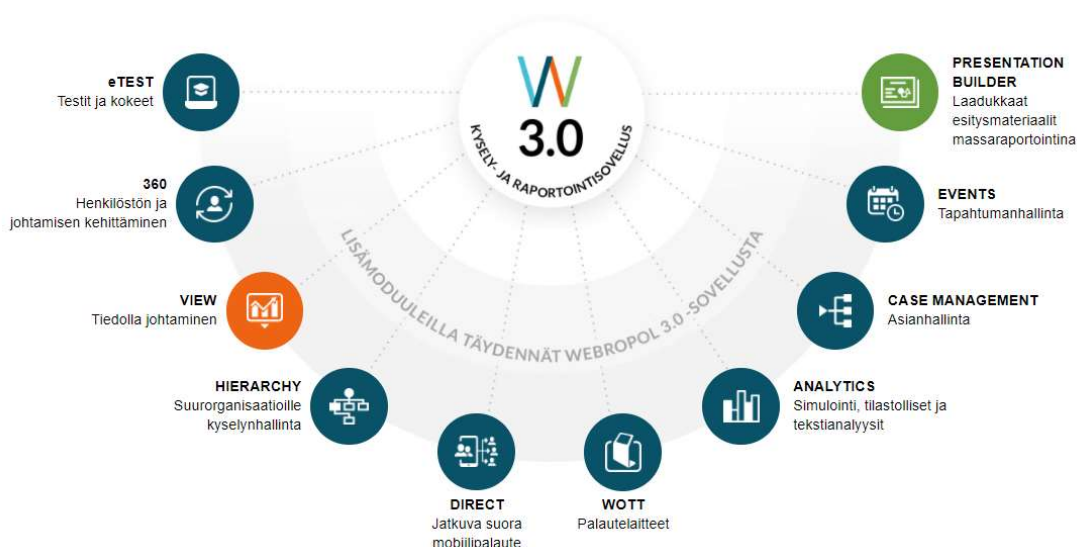 W
3.0
KYSELY- JA RAPORTOINTISOVELLUS
LISÄMODUULEILLA TÄYDENNÄT WEBROPOL 3.0 -SOVELLUSTA
eTEST
Testit ja kokeet
360
Henkilöstön ja
johtamisen kehittäminen
VIEW
Tiedolla johtaminen
HIERARCHY
Suurorganisaatioille
kyselynhallinta
DIRECT
Jatkuva suora
mobiilipalaute
WOTT
Palautelaitteet
ANALYTICS
Simulointi, tilastolliset ja
tekstianalyysit
CASE MANAGEMENT
Asianhallinta
EVENTS
Tapahtumanhallinta
PRESENTATION
BUILDER
Laadukkaat
esitysmateriaalit
massaraportointina